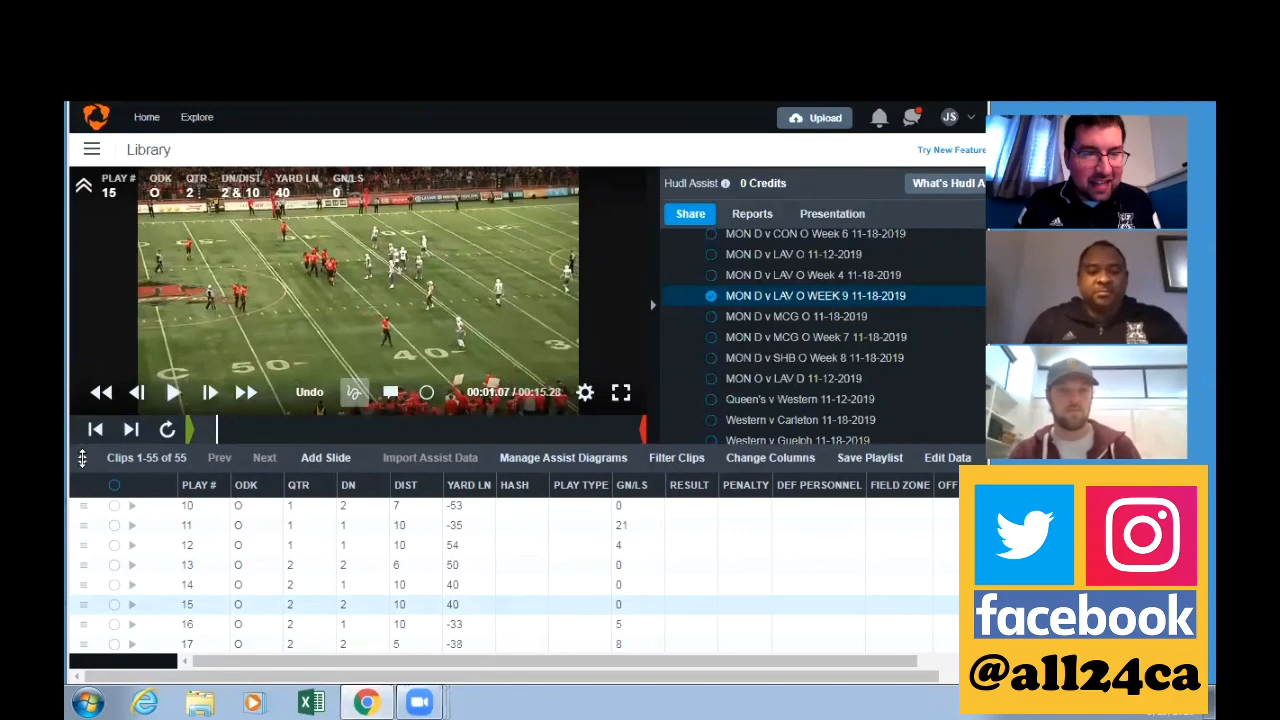 Home Explore Upload JS
Library Try New Feature
PLAY # ODK QTR DN/DIST YARD LN GN/LS
15 O 2 2 & 10 40 0
Hudl Assist 0 Credits What's Hudl A
Share Reports Presentation
MON D v CON O Week 6 11-18-2019
MON D v LAV O 11-12-2019
MON D v LAV O Week 4 11-18-2019
MON D v LAV O WEEK 9 11-18-2019
MON D v MCG O 11-18-2019
MON D v MCG O Week 7 11-18-2019
MON D v SHB O Week 8 11-18-2019
MON O v LAV D 11-12-2019
Queen's v Western 11-12-2019
Western v Carleton 11-18-2019
Western v Guelph 11-18-2019
C 50 40
Undo 00:01.07 / 00:15.23
Clips 1-55 of 55 Prev Next Add Slide Import Assist Data Manage Assist Diagrams Filter Clips Change Columns Save Playlist Edit Data
PLAY # ODK QTR DN DIST YARD LN HASH PLAY TYPE GN/LS RESULT PENALTY DEF PERSONNEL FIELD ZONE OFF
10 O 1 2 7 -53 0
11 O 1 1 10 -35 21
12 O 1 1 10 54 4
13 O 2 2 6 50 0
14 O 2 1 10 40 0
15 O 2 2 10 40 0
16 O 2 1 10 -33 5
17 O 2 2 5 -38 8
facebook
@all24ca